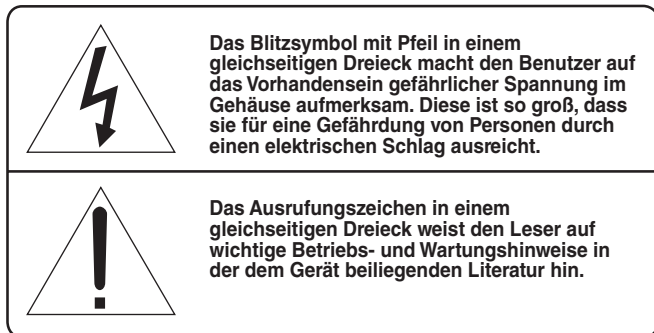 Das Blitzsymbol mit Pfeil in einem
gleichseitigen Dreieck macht den Benutzer auf
das Vorhandensein gefährlicher Spannung im
Gehäuse aufmerksam. Diese ist so groß, dass
sie für eine Gefährdung von Personen durch
einen elektrischen Schlag ausreicht.
Das Ausrufungszeichen in einem
gleichseitigen Dreieck weist den Leser auf
wichtige Betriebs- und Wartungshinweise in
der dem Gerät beiliegenden Literatur hin.